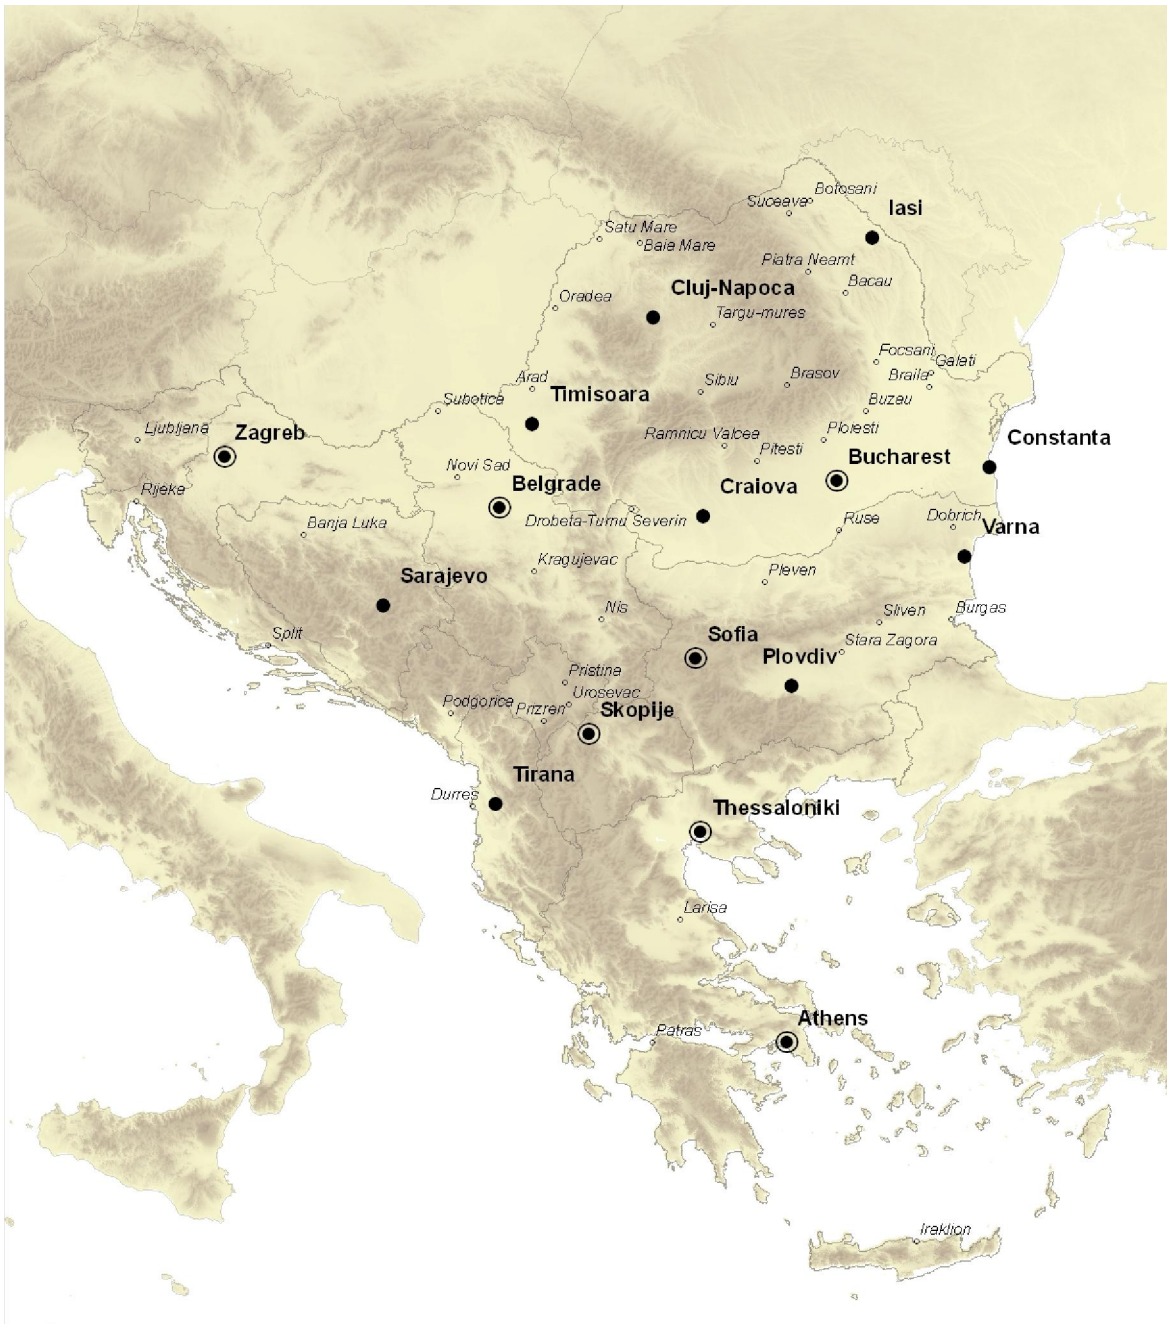 Botosani
Suceava
Iasi
Satu Mare
Baia Mare
Piatra Neamt
Bacau
Cluj-Napoca
Oradea
Targu-mures
Focsani
Galati
Arad
Sibiu
Brasov
Braila
Timisoara
Subotica
Buzau
Ljubljana
Zagreb
Ramnicu Valcea
Ploiesti
Constanta
Pitesti
Bucharest
Novi Sad
Belgrade
Craiova
Rijeka
Banja Luka
Drobeta-Turnu Severin
Ruse
Dobrich
Varna
Kragujevac
Sarajevo
Pleven
Nis
Sliven
Burgas
Split
Sofia
Stara Zagora
Plovdiv
Pristina
Urosevac
Podgorica
Prizren
Skopije
Tirana
Durres
Thessaloniki
Larisa
Athens
Patras
Iraklion